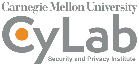 Carnegie Mellon University
CyLab
Security and Privacy Institute